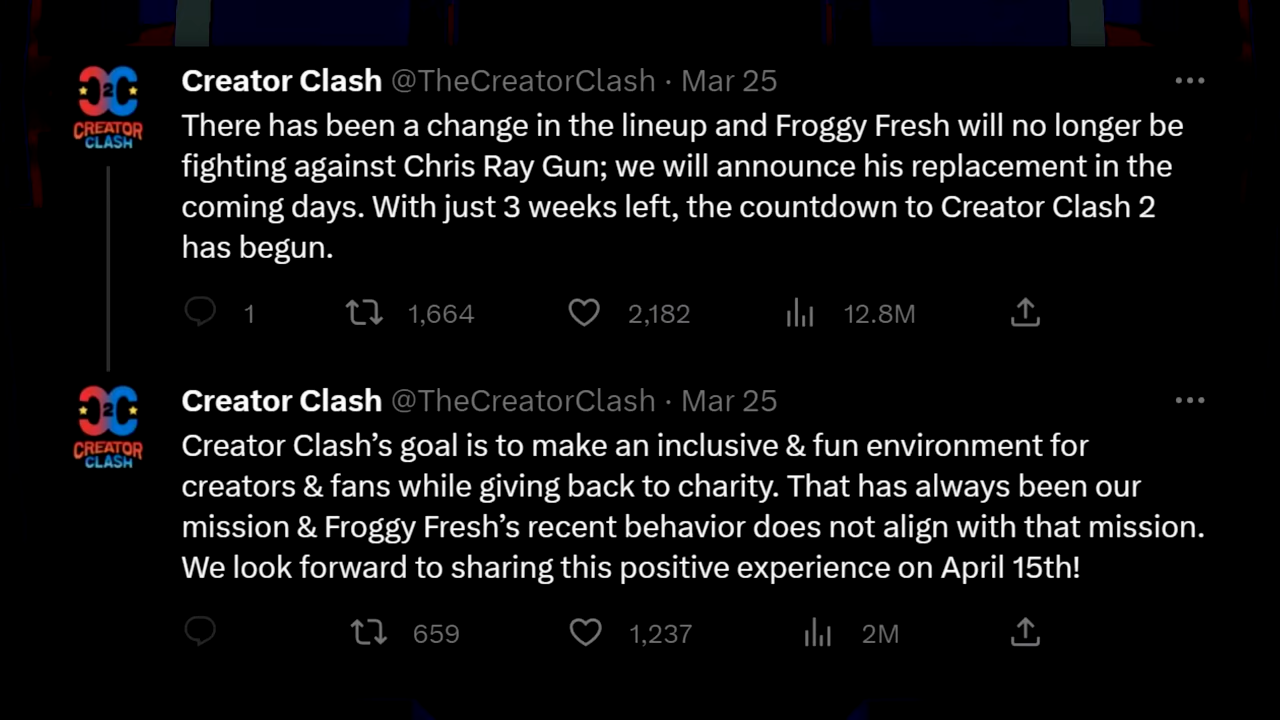 Creator Clash @TheCreatorClash · Mar 25 •••
CREATOR
CLASH
There has been a change in the lineup and Froggy Fresh will no longer be
fighting against Chris Ray Gun; we will announce his replacement in the
coming days. With just 3 weeks left, the countdown to Creator Clash 2
has begun.
1 1,664 2,182 12.8M
Creator Clash @TheCreatorClash · Mar 25 •••
CREATOR
CLASH
Creator Clash’s goal is to make an inclusive & fun environment for
creators & fans while giving back to charity. That has always been our
mission & Froggy Fresh’s recent behavior does not align with that mission.
We look forward to sharing this positive experience on April 15th!
659 1,237 2M